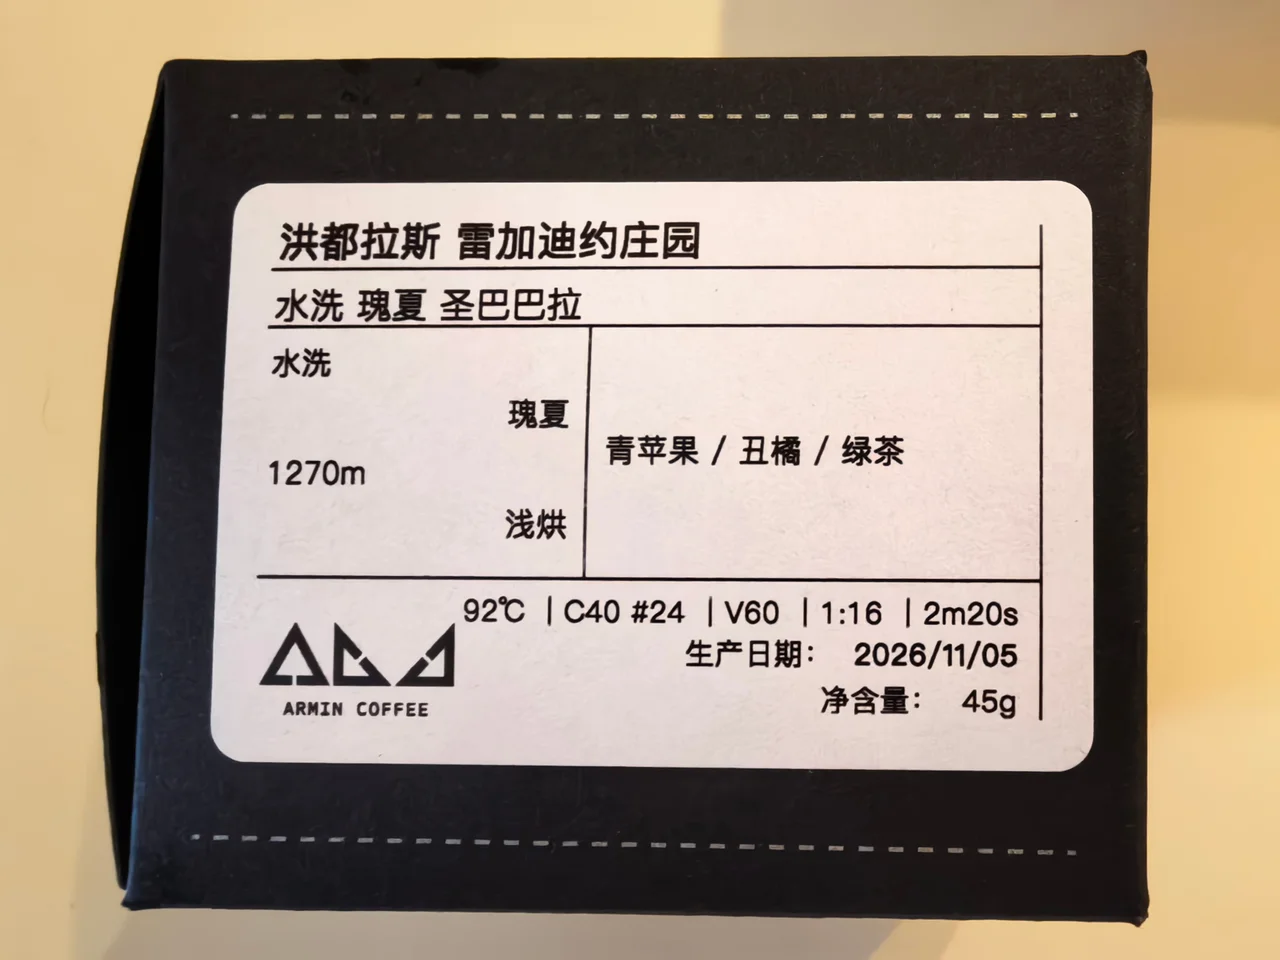 洪都拉斯 雷加迪约庄园
水洗 瑰夏 圣巴巴拉
水洗
瑰夏
1270m
浅烘
青苹果 / 丑橘 / 绿茶
92℃ | C40 #24 | V60 | 1:16 | 2m20s
生产日期： 2026/11/05
净含量： 45g
ARMIN COFFEE